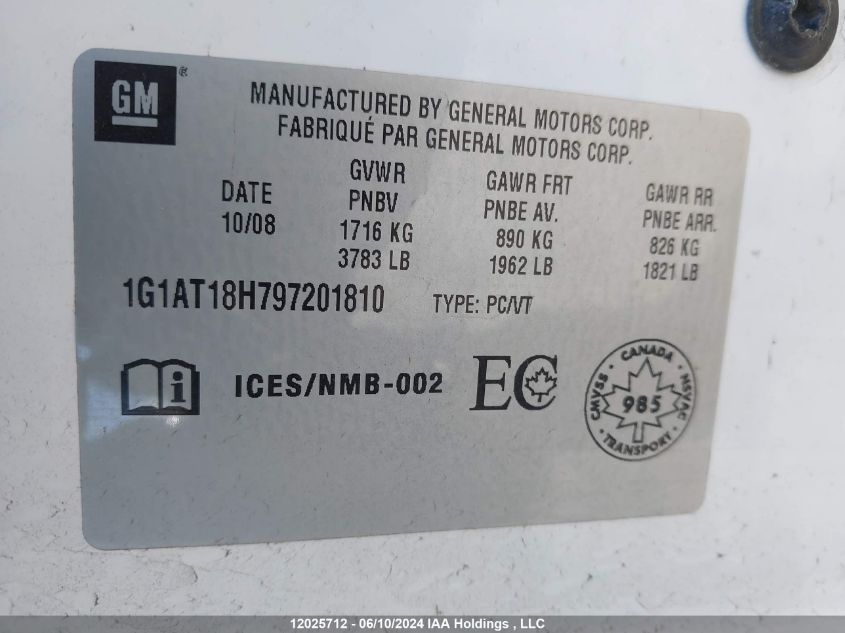 GM ®
MANUFACTURED BY GENERAL MOTORS CORP.
FABRIQUÉ PAR GENERAL MOTORS CORP.
DATE GVWR GAWR FRT GAWR RR
10/08 PNBV PNBE AV. PNBE ARR.
1716 KG 890 KG 826 KG
3783 LB 1962 LB 1821 LB
1G1AT18H797201810 TYPE: PC/VT
i ICES/NMB-002 EC
CANADA
CMVSS 985 NSVAC
TRANSPORT
12025712 - 06/10/2024 IAA Holdings , LLC